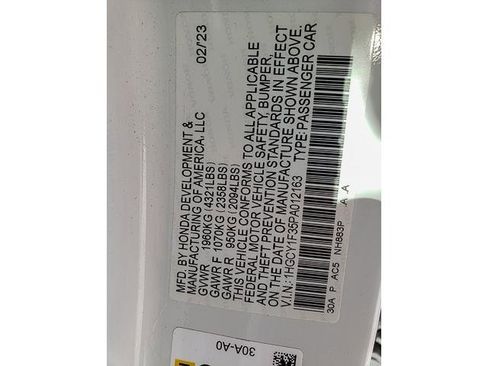 MFD. BY HONDA DEVELOPMENT &
MANUFACTURING OF AMERICA, LLC 02/'23
GVWR 1960KG(4321LBS)
GAWR F 1070KG(2358LBS)
GAWR R 950KG(2094LBS)
THIS VEHICLE CONFORMS TO ALL APPLICABLE
FEDERAL MOTOR VEHICLE SAFETY, BUMPER,
AND THEFT PREVENTION STANDARDS IN EFFECT
ON THE DATE OF MANUFACTURE SHOWN ABOVE.
V.I.N.: 1HGCY1F35PA012163 TYPE: PASSENGER CAR
30A P AC5 NH883P A A
30A-A0